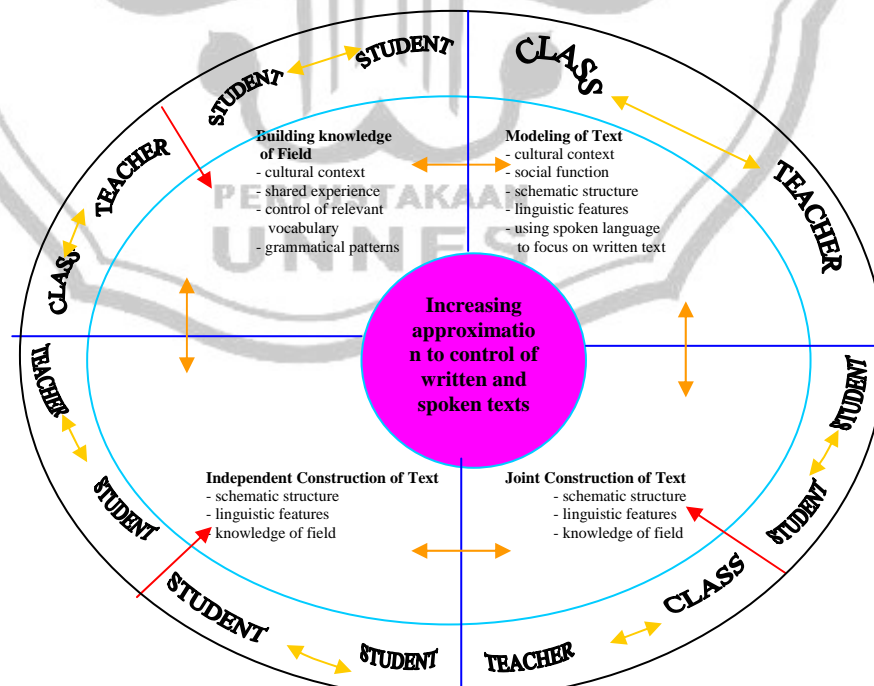 STUDENT
STUDENT
CLASS
TEACHER
CLASS
TEACHER
Building knowledge
of Field
- cultural context
- shared experience
- control of relevant
vocabulary
- grammatical patterns
Modeling of Text
- cultural context
- social function
- schematic structure
- linguistic features
- using spoken language
to focus on written text
PERPUSTAKAAN
UNNES
Increasing
approximatio
n to control of
written and
spoken texts
TEACHER
STUDENT
STUDENT
STUDENT
Independent Construction of Text
- schematic structure
- linguistic features
- knowledge of field
Joint Construction of Text
- schematic structure
- linguistic features
- knowledge of field
STUDENT
STUDENT
TEACHER
CLASS